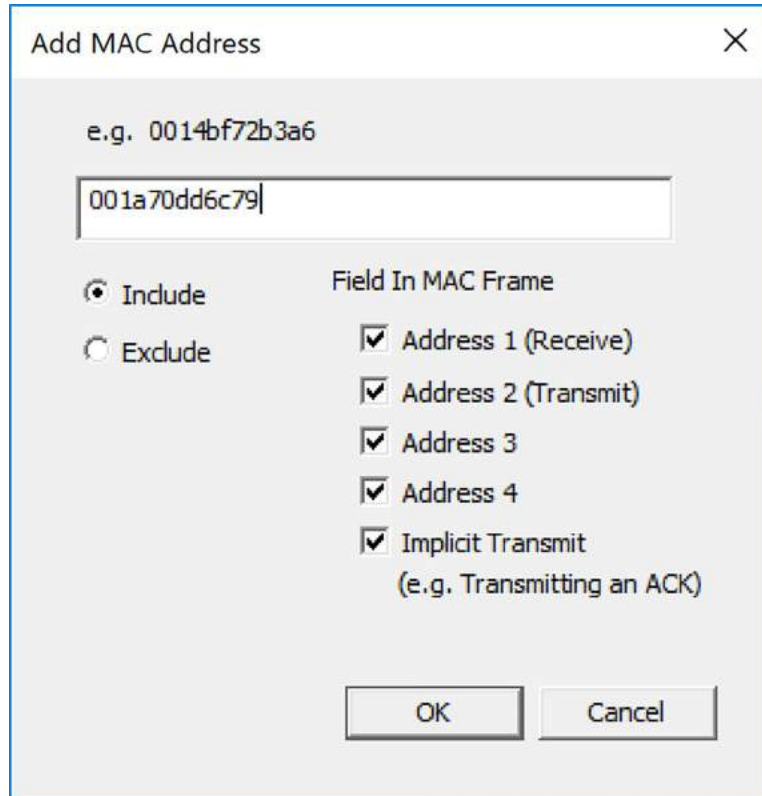 Add MAC Address
e.g. 0014bf72b3a6
001a70dd6c79
Include
Exclude
Field In MAC Frame
Address 1 (Receive)
Address 2 (Transmit)
Address 3
Address 4
Implicit Transmit
(e.g. Transmitting an ACK)
OK
Cancel